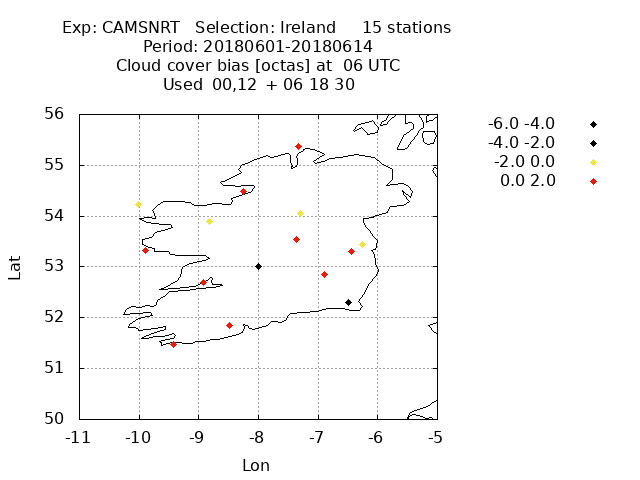 Exp: CAMSNRT   Selection: Ireland      15 stations
Period: 20180601-20180614
Cloud cover bias [octas] at  06 UTC
Used  00,12  + 06 18 30
-6.0 -4.0
-4.0 -2.0
-2.0 0.0
0.0 2.0
56
55
54
53
52
51
50
Lat
-11 -10 -9 -8 -7 -6 -5
Lon